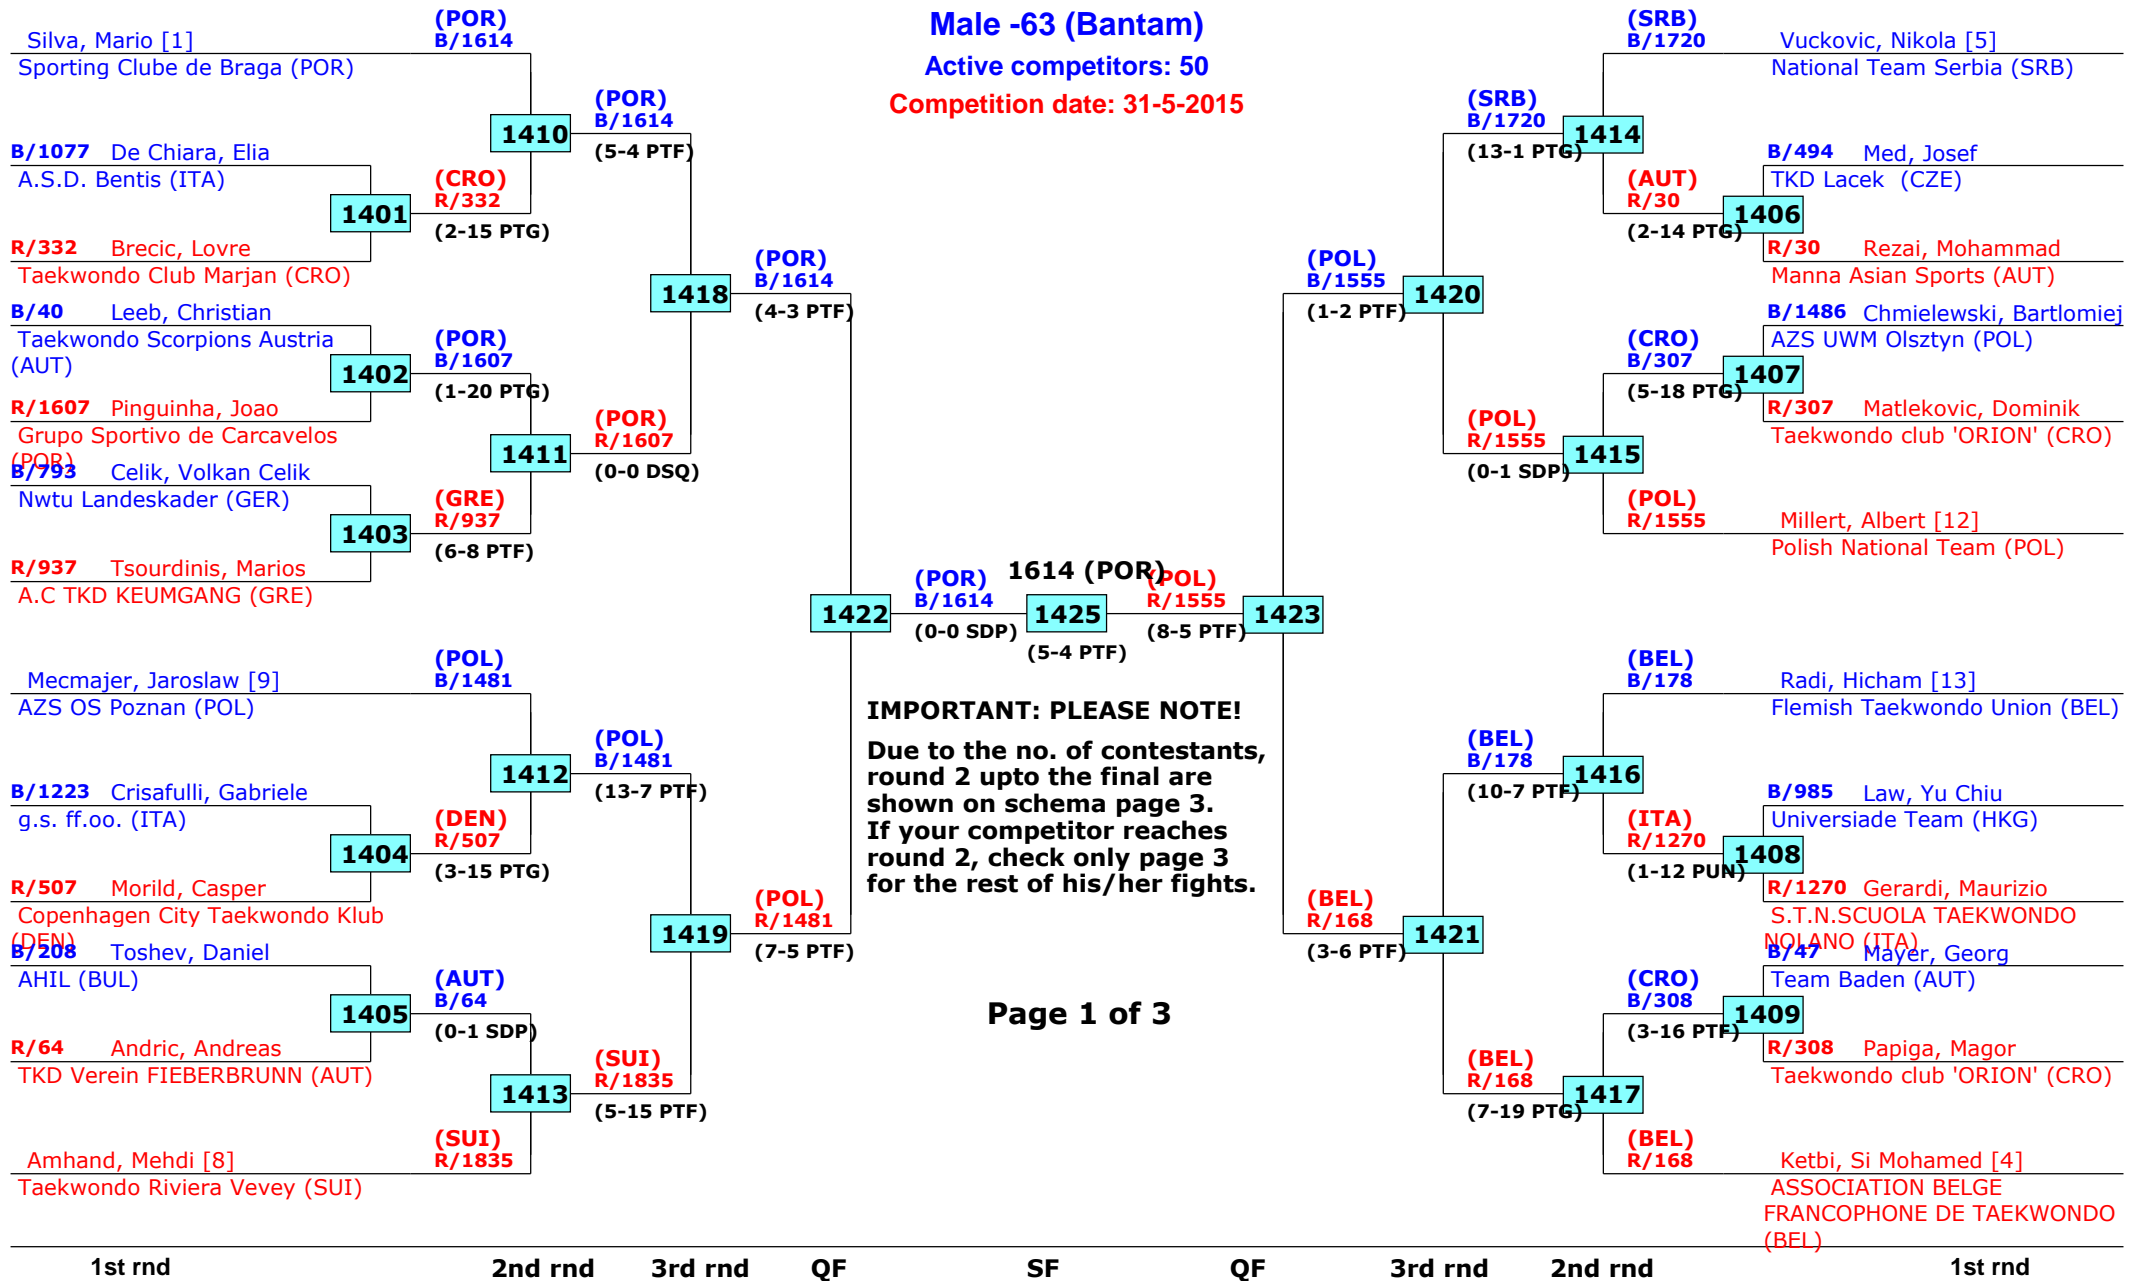 Male -63 (Bantam)
Active competitors: 50
Competition date: 31-5-2015
Silva, Mario [1]
Sporting Clube de Braga (POR)
(POR)
B/1614
B/1077 De Chiara, Elia
A.S.D. Bentis (ITA)
1401
R/332 Brecic, Lovre
Taekwondo Club Marjan (CRO)
(CRO)
R/332
(2-15 PTG)
1410
(POR)
B/1614
(5-4 PTF)
B/40 Leeb, Christian
Taekwondo Scorpions Austria
(AUT)
1402
R/1607 Pinguinha, Joao
Grupo Sportivo de Carcavelos
(POR)
(POR)
B/1607
(1-20 PTG)
B/793 Celik, Volkan Celik
Nwtu Landeskader (GER)
1403
R/937 Tsourdinis, Marios
A.C TKD KEUMGANG (GRE)
(GRE)
R/937
(6-8 PTF)
1411
(POR)
R/1607
(0-0 DSQ)
1418
(POR)
B/1614
(4-3 PTF)
Mecmajer, Jaroslaw [9]
AZS OS Poznan (POL)
(POL)
B/1481
B/1223 Crisafulli, Gabriele
g.s. ff.oo. (ITA)
1404
R/507 Morild, Casper
Copenhagen City Taekwondo Klub
(DEN)
(DEN)
R/507
(3-15 PTG)
1412
(POL)
B/1481
(13-7 PTF)
B/208 Toshev, Daniel
AHIL (BUL)
1405
R/64 Andric, Andreas
TKD Verein FIEBERBRUNN (AUT)
(AUT)
B/64
(0-1 SDP)
1413
Amhand, Mehdi [8]
Taekwondo Riviera Vevey (SUI)
(SUI)
R/1835
(SUI)
R/1835
(5-15 PTF)
1419
(POL)
R/1481
(7-5 PTF)
1422
(POR)
B/1614
(0-0 SDP)
1614 (POR)
1425
(5-4 PTF)
(POL)
R/1555
(8-5 PTF)
1423
IMPORTANT: PLEASE NOTE!
Due to the no. of contestants,
round 2 upto the final are
shown on schema page 3.
If your competitor reaches
round 2, check only page 3
for the rest of his/her fights.
Page 1 of 3
(SRB)
B/1720
Vuckovic, Nikola [5]
National Team Serbia (SRB)
(SRB)
B/1720
(13-1 PTG)
1414
(AUT)
R/30
(2-14 PTG)
1406
B/494 Med, Josef
TKD Lacek (CZE)
R/30 Rezai, Mohammad
Manna Asian Sports (AUT)
(POL)
B/1555
(1-2 PTF)
1420
(CRO)
B/307
(5-18 PTG)
1407
B/1486 Chmielewski, Bartlomiej
AZS UWM Olsztyn (POL)
R/307 Matlekovic, Dominik
Taekwondo club 'ORION' (CRO)
(POL)
R/1555
(0-1 SDP)
1415
(POL)
R/1555
Millert, Albert [12]
Polish National Team (POL)
(BEL)
B/178
Radi, Hicham [13]
Flemish Taekwondo Union (BEL)
(BEL)
B/178
(10-7 PTF)
1416
(ITA)
R/1270
(1-12 PUN)
1408
B/985 Law, Yu Chiu
Universiade Team (HKG)
R/1270 Gerardi, Maurizio
S.T.N.SCUOLA TAEKWONDO
NOLANO (ITA)
(BEL)
R/168
(3-6 PTF)
1421
(CRO)
B/308
(3-16 PTF)
1409
B/47 Mayer, Georg
Team Baden (AUT)
R/308 Papiga, Magor
Taekwondo club 'ORION' (CRO)
(BEL)
R/168
(7-19 PTG)
1417
(BEL)
R/168
Ketbi, Si Mohamed [4]
ASSOCIATION BELGE
FRANCOPHONE DE TAEKWONDO
(BEL)
1st rnd 2nd rnd 3rd rnd QF SF QF 3rd rnd 2nd rnd 1st rnd